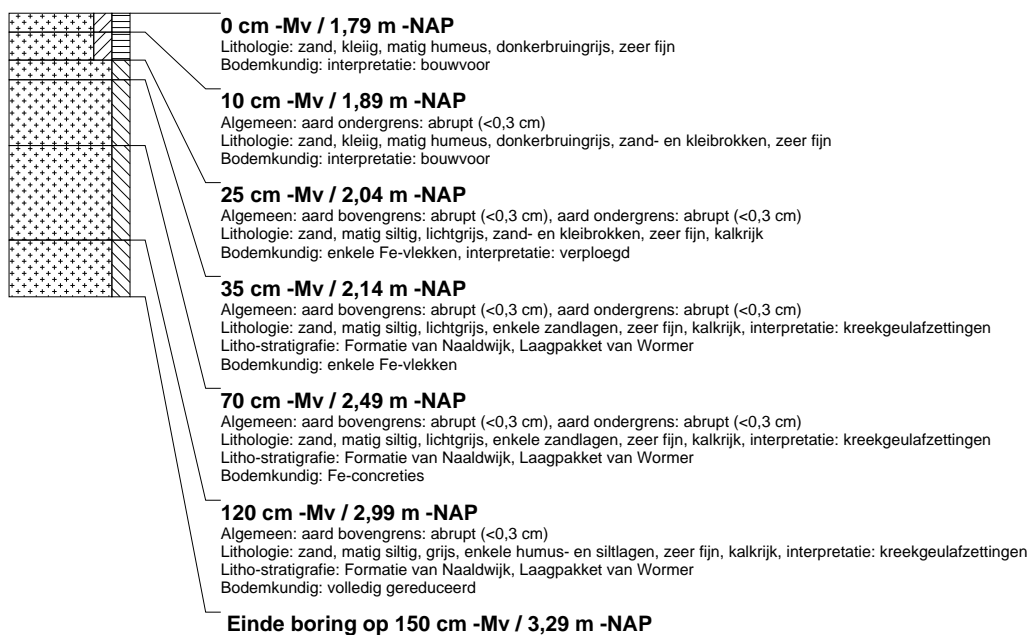 0 cm -Mv / 1,79 m -NAP
Lithologie: zand, kleiig, matig humeus, donkerbruingrijs, zeer fijn
Bodemkundig: interpretatie: bouwvoor
10 cm -Mv / 1,89 m -NAP
Algemeen: aard ondergrens: abrupt (<0,3 cm)
Lithologie: zand, kleiig, matig humeus, donkerbruingrijs, zand- en kleibrokken, zeer fijn
Bodemkundig: interpretatie: bouwvoor
25 cm -Mv / 2,04 m -NAP
Algemeen: aard bovengrens: abrupt (<0,3 cm), aard ondergrens: abrupt (<0,3 cm)
Lithologie: zand, matig siltig, lichtgrijs, zand- en kleibrokken, zeer fijn, kalkrijk
Bodemkundig: enkele Fe-vlekken, interpretatie: verploegd
35 cm -Mv / 2,14 m -NAP
Algemeen: aard bovengrens: abrupt (<0,3 cm), aard ondergrens: abrupt (<0,3 cm)
Lithologie: zand, matig siltig, lichtgrijs, enkele zandlagen, zeer fijn, kalkrijk, interpretatie: kreekgeulafzettingen
Litho-stratigrafie: Formatie van Naaldwijk, Laagpakket van Wormer
Bodemkundig: enkele Fe-vlekken
70 cm -Mv / 2,49 m -NAP
Algemeen: aard bovengrens: abrupt (<0,3 cm), aard ondergrens: abrupt (<0,3 cm)
Lithologie: zand, matig siltig, lichtgrijs, enkele zandlagen, zeer fijn, kalkrijk, interpretatie: kreekgeulafzettingen
Litho-stratigrafie: Formatie van Naaldwijk, Laagpakket van Wormer
Bodemkundig: Fe-concreties
120 cm -Mv / 2,99 m -NAP
Algemeen: aard bovengrens: abrupt (<0,3 cm)
Lithologie: zand, matig siltig, grijs, enkele humus- en siltlagen, zeer fijn, kalkrijk, interpretatie: kreekgeulafzettingen
Litho-stratigrafie: Formatie van Naaldwijk, Laagpakket van Wormer
Bodemkundig: volledig gereduceerd
Einde boring op 150 cm -Mv / 3,29 m -NAP